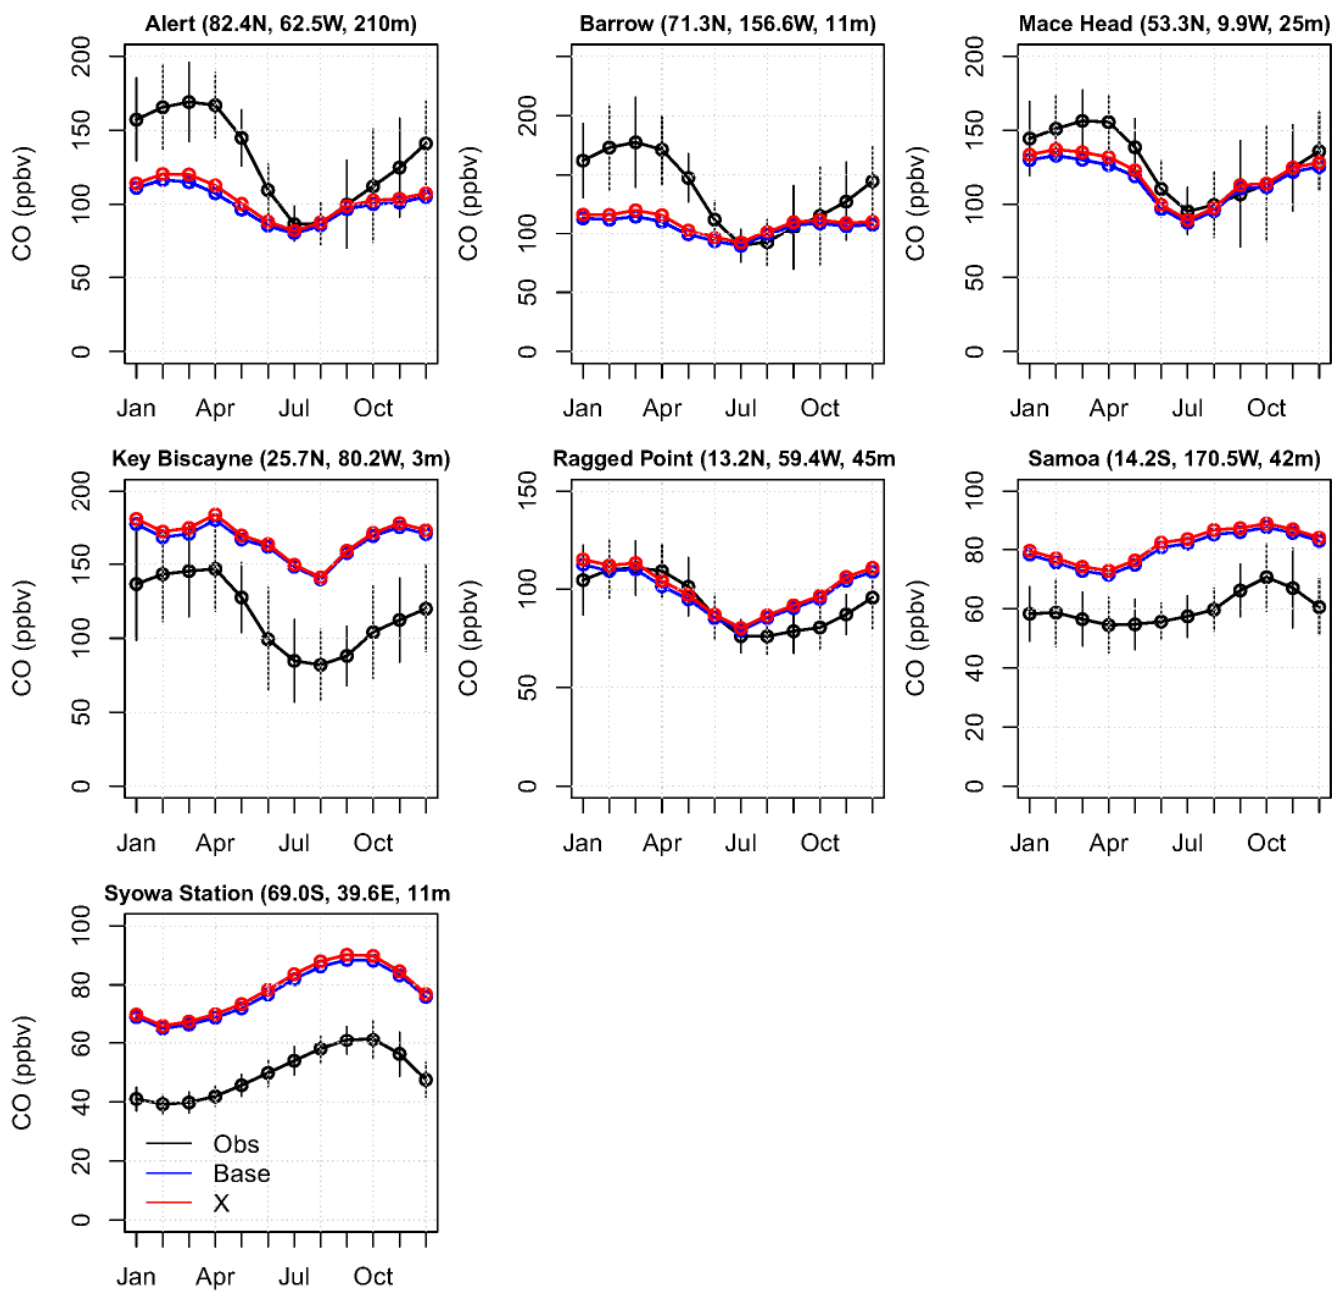 Alert (82.4N, 62.5W, 210m)
CO (ppbv)
200
150
100
50
0
Jan Apr Jul Oct
Barrow (71.3N, 156.6W, 11m)
CO (ppbv)
200
150
100
50
0
Jan Apr Jul Oct
Mace Head (53.3N, 9.9W, 25m)
CO (ppbv)
200
150
100
50
0
Jan Apr Jul Oct
Key Biscayne (25.7N, 80.2W, 3m)
CO (ppbv)
200
150
100
50
0
Jan Apr Jul Oct
Ragged Point (13.2N, 59.4W, 45m
CO (ppbv)
150
100
50
0
Jan Apr Jul Oct
Samoa (14.2S, 170.5W, 42m)
CO (ppbv)
100
80
60
40
20
0
Jan Apr Jul Oct
Syowa Station (69.0S, 39.6E, 11m
CO (ppbv)
100
80
60
40
20
0
Obs
Base
X
Jan Apr Jul Oct